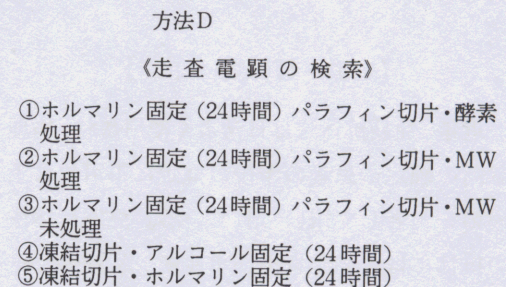 方法D
《走査電顕の検索》
①ホルマリン固定（24時間）パラフィン切片・酵素
処理
②ホルマリン固定（24時間）パラフィン切片・MW
処理
③ホルマリン固定（24時間）パラフィン切片・MW
未処理
④凍結切片・アルコール固定（24時間）
⑤凍結切片・ホルマリン固定（24時間）